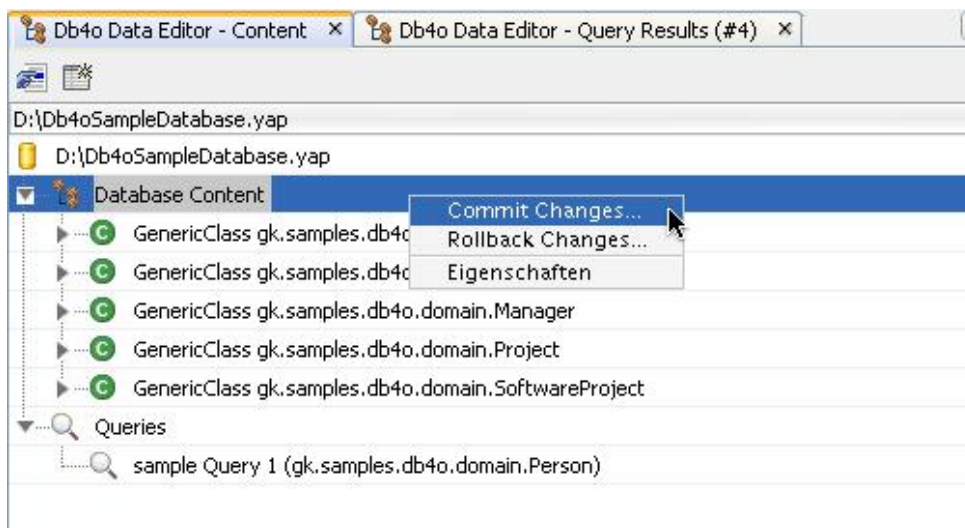 Db4o Data Editor - Content × Db4o Data Editor - Query Results (#4) ×
D:\Db4oSampleDatabase.yap
D:\Db4oSampleDatabase.yap
Database Content
Commit Changes...
GenericClass gk.samples.db4o
Rollback Changes...
GenericClass gk.samples.db4o
Eigenschaften
C GenericClass gk.samples.db4o.domain.Manager
C GenericClass gk.samples.db4o.domain.Project
C GenericClass gk.samples.db4o.domain.SoftwareProject
Queries
sample Query 1 (gk.samples.db4o.domain.Person)